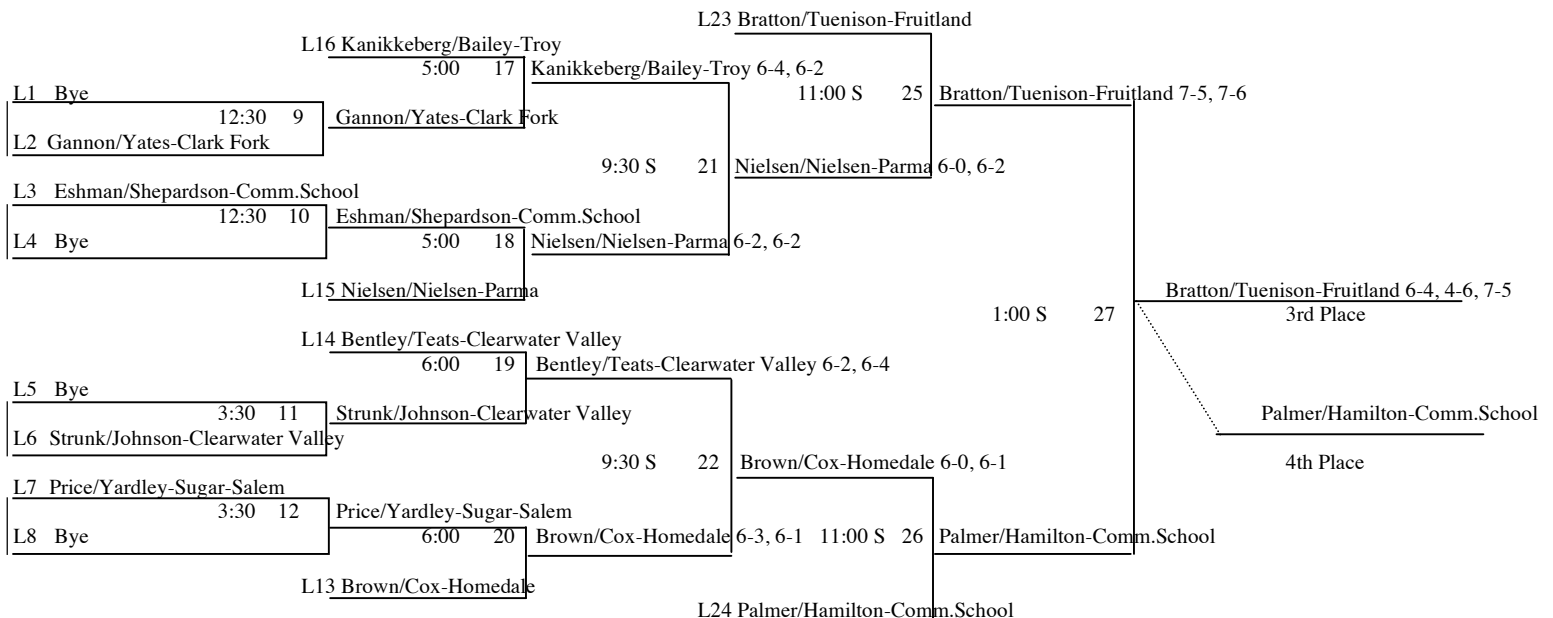 L23 Bratton/Tuenison-Fruitland
L16 Kanikkeberg/Bailey-Troy
5:00 17 Kanikkeberg/Bailey-Troy 6-4, 6-2
L1 Bye
11:00 S 25 Bratton/Tuenison-Fruitland 7-5, 7-6
12:30 9 Gannon/Yates-Clark Fork
L2 Gannon/Yates-Clark Fork
9:30 S 21 Nielsen/Nielsen-Parma 6-0, 6-2
L3 Eshman/Shepardson-Comm.School
12:30 10 Eshman/Shepardson-Comm.School
L4 Bye
5:00 18 Nielsen/Nielsen-Parma 6-2, 6-2
L15 Nielsen/Nielsen-Parma
Bratton/Tuenison-Fruitland 6-4, 4-6, 7-5
1:00 S 27
3rd Place
L14 Bentley/Teats-Clearwater Valley
6:00 19 Bentley/Teats-Clearwater Valley 6-2, 6-4
L5 Bye
3:30 11 Strunk/Johnson-Clearwater Valley
Palmer/Hamilton-Comm.School
L6 Strunk/Johnson-Clearwater Valley
9:30 S 22 Brown/Cox-Homedale 6-0, 6-1
4th Place
L7 Price/Yardley-Sugar-Salem
3:30 12 Price/Yardley-Sugar-Salem
L8 Bye
6:00 20 Brown/Cox-Homedale 6-3, 6-1
11:00 S 26 Palmer/Hamilton-Comm.School
L13 Brown/Cox-Homedale
L24 Palmer/Hamilton-Comm.School